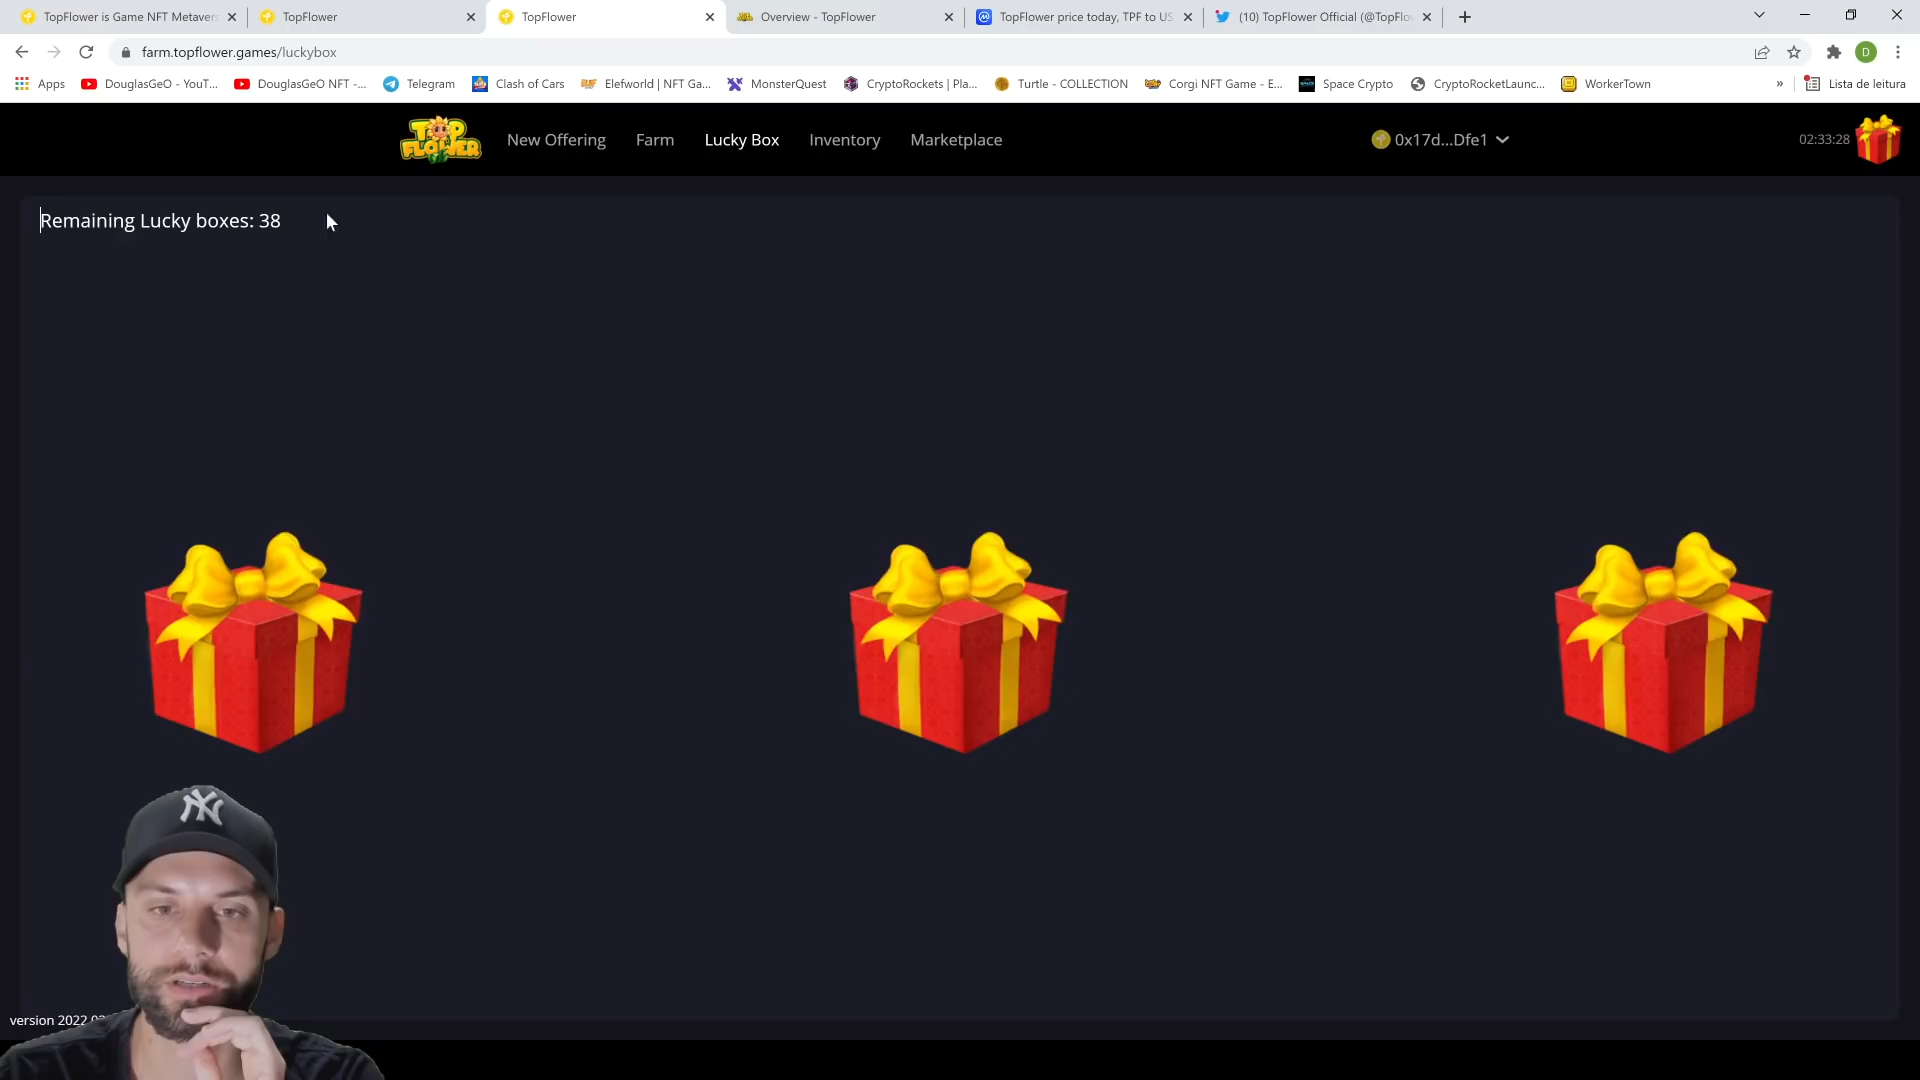 TopFlower is Game NFT Metavers
TopFlower
TopFlower
Overview - TopFlower
TopFlower price today, TPF to US
(10) TopFlower Official (@TopFlo
farm.topflower.games/luckybox
D
Apps
DouglasGeO - YouT...
DouglasGeO NFT -...
Telegram
Clash of Cars
Elefworld | NFT Ga...
MonsterQuest
CryptoRockets | Pla...
Turtle - COLLECTION
Corgi NFT Game - E...
Space Crypto
CryptoRocketLaunc...
WorkerTown
»
Lista de leitura
TOP
FLOWER
New Offering
Farm
Lucky Box
Inventory
Marketplace
0x17d...Dfe1
02:33:28
Remaining Lucky boxes: 38
NY
version 2022